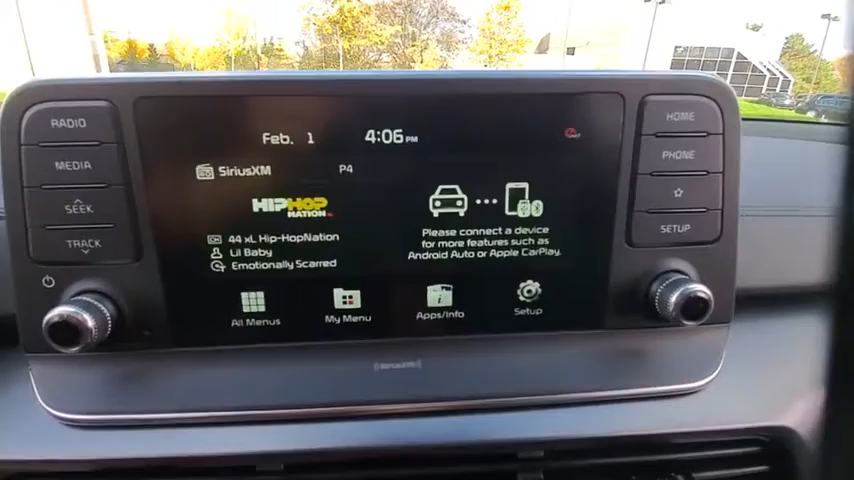 RADIO
MEDIA
SEEK
TRACK
Feb. 1
4:06 PM
SiriusXM
P4
HIPHOP
NATION
44 xL Hip-HopNATION
Lil Baby
Emotionally Scarred
Please connect a device
for more features such as
Android Auto or Apple CarPlay.
All Menus
My Menu
Apps/Info
Setup
HOME
PHONE
SETUP
SiriusXM